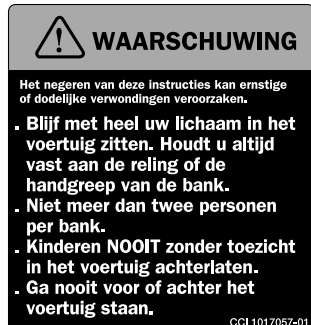 WAARSCHUWING
Het negeren van deze instructies kan ernstige
of dodelijke verwondingen veroorzaken.
. Blijf met heel uw lichaam in het
voertuig zitten. Houdt u altijd
vast aan de reling of de
handgreep van de bank.
. Niet meer dan twee personen
per bank.
. Kinderen NOOIT zonder toezicht
in het voertuig achterlaten.
. Ga nooit voor of achter het
voertuig staan.
CCI 1017057-01